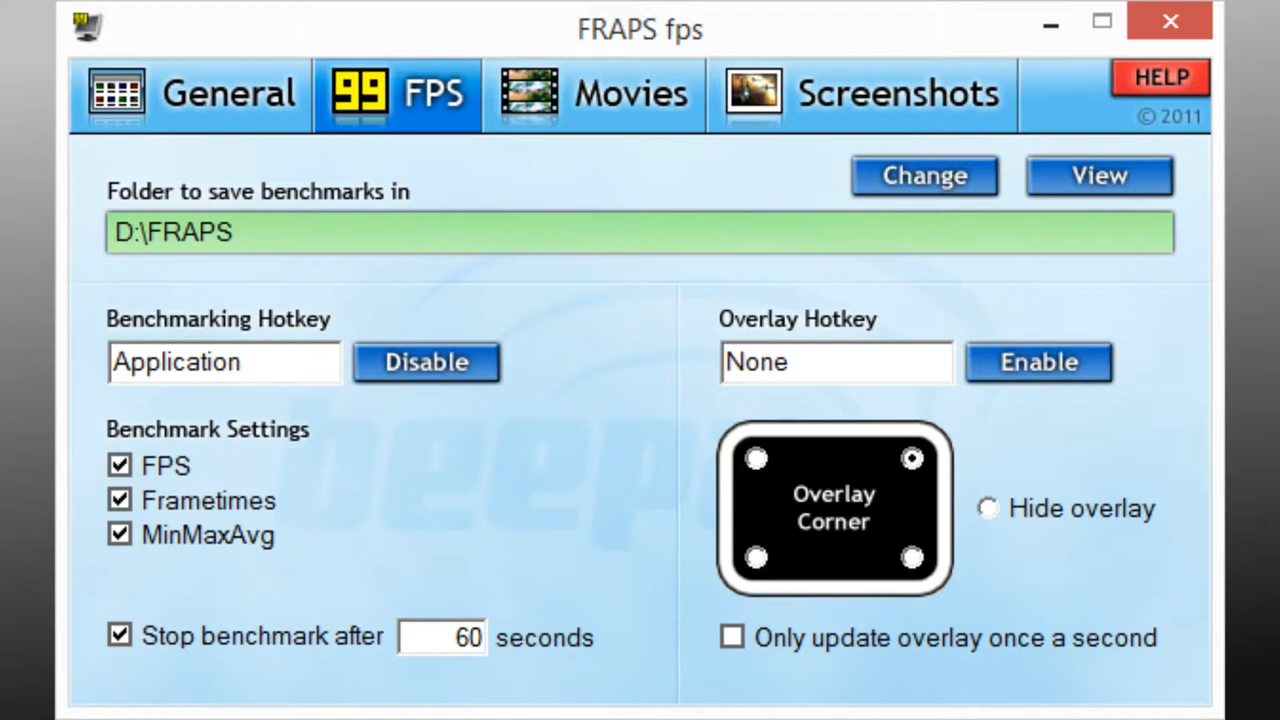 FRAPS fps
General
99 FPS
Movies
Screenshots
HELP
© 2011
Folder to save benchmarks in
Change
View
D:\FRAPS
Benchmarking Hotkey
Application
Disable
Overlay Hotkey
None
Enable
Benchmark Settings
FPS
Frametimes
MinMaxAvg
Stop benchmark after 60 seconds
Overlay
Corner
Hide overlay
Only update overlay once a second